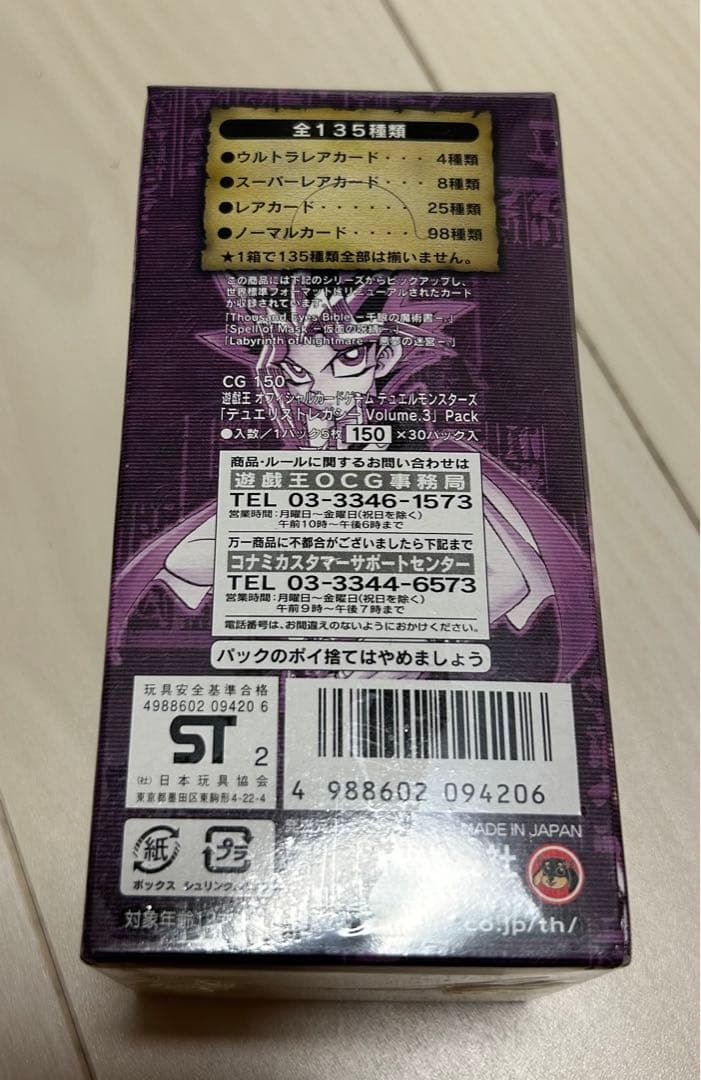 全135種類
●ウルトラレアカード・・・ 4種類
●スーパーレアカード・・・ 8種類
●レアカード・・・・・ 25種類
●ノーマルカード・・・ 98種類
★1箱で135種類全部は揃いません。
この商品には下記のシリーズからピックアップし、
世界標準フォーマットにリニューアルされたカード
が収録されています
「Thousand Eyes Bible －千眼の魔術書－」
「Spell of Mask －仮面の呪縛－」
「Labyrinth of Nightmare －悪夢の迷宮－」
CG 150
遊戯王 オフィシャルカードゲーム デュエルモンスターズ
「デュエリストレガシー Volume.3」Pack
●入数/1パック5枚 150 ×30パック入
商品・ルールに関するお問い合わせは
遊戯王OCG事務局
TEL 03-3346-1573
営業時間：月曜日～金曜日(祝日を除く)
午前10時～午後6時まで
万一商品に不都合がございましたら下記まで
コナミカスタマーサポートセンター
TEL 03-3344-6573
営業時間：月曜日～金曜日(祝日を除く)
午前9時～午後7時まで
電話番号は、お間違えのないようにおかけください。
パックのポイ捨てはやめましょう
玩具安全基準合格
4988602 09420 6
ST 2
(社)日本玩具協会
東京都墨田区東駒形4-22-4
4 988602 094206
MADE IN JAPAN
紙
ボックス
プラ
シュリンク
対象年齢12
.co.jp/th/